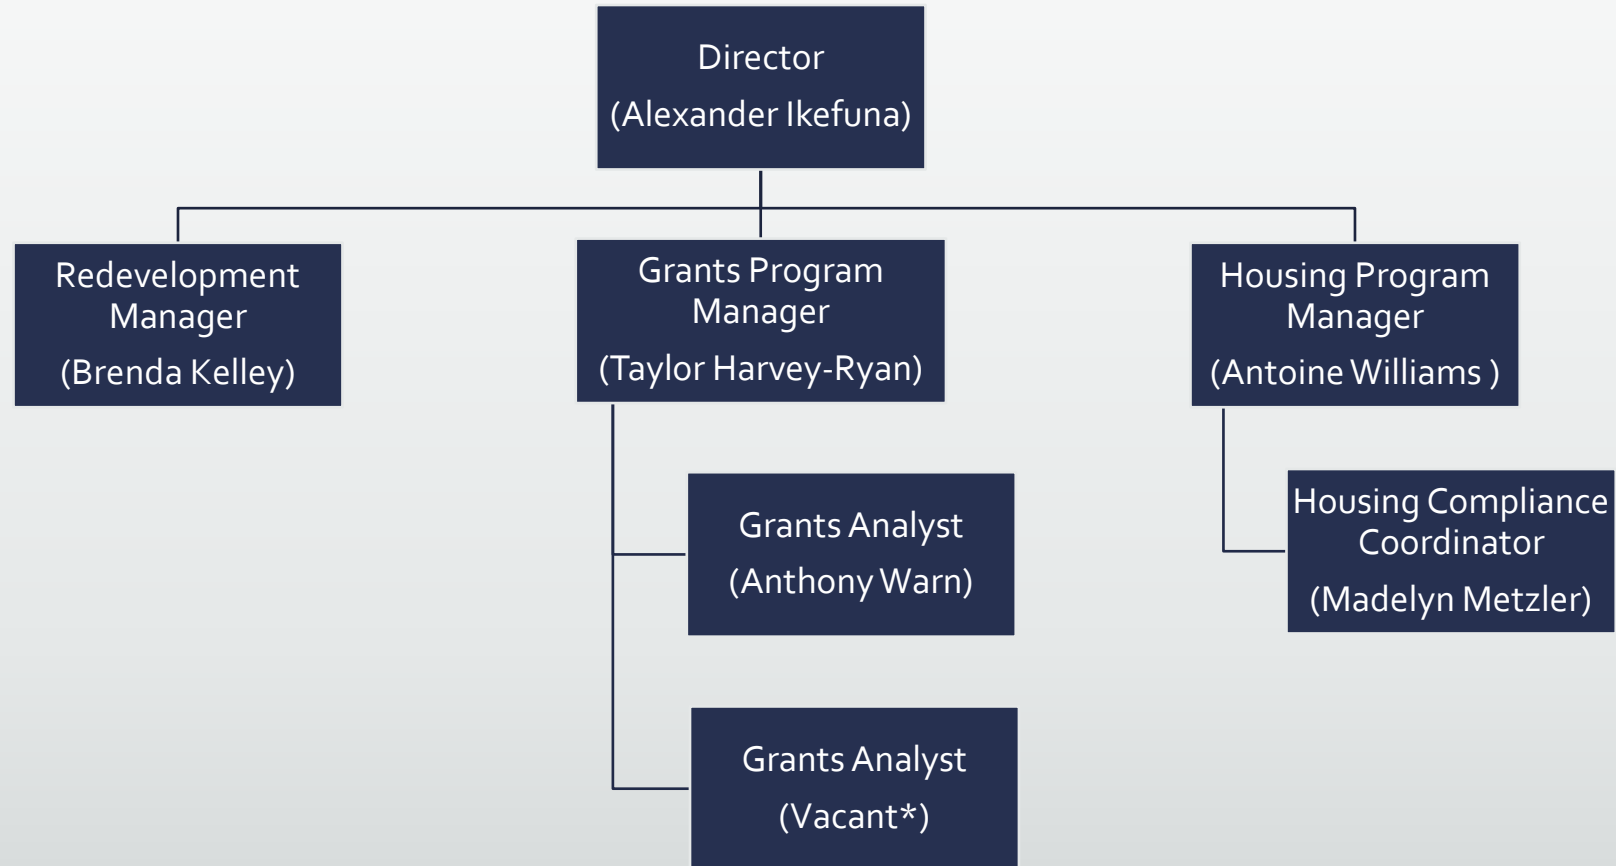 Director
(Alexander Ikefuna)
Redevelopment
Manager
(Brenda Kelley)
Grants Program
Manager
(Taylor Harvey-Ryan)
Housing Program
Manager
(Antoine Williams )
Grants Analyst
(Anthony Warn)
Housing Compliance
Coordinator
(Madelyn Metzler)
Grants Analyst
(Vacant*)